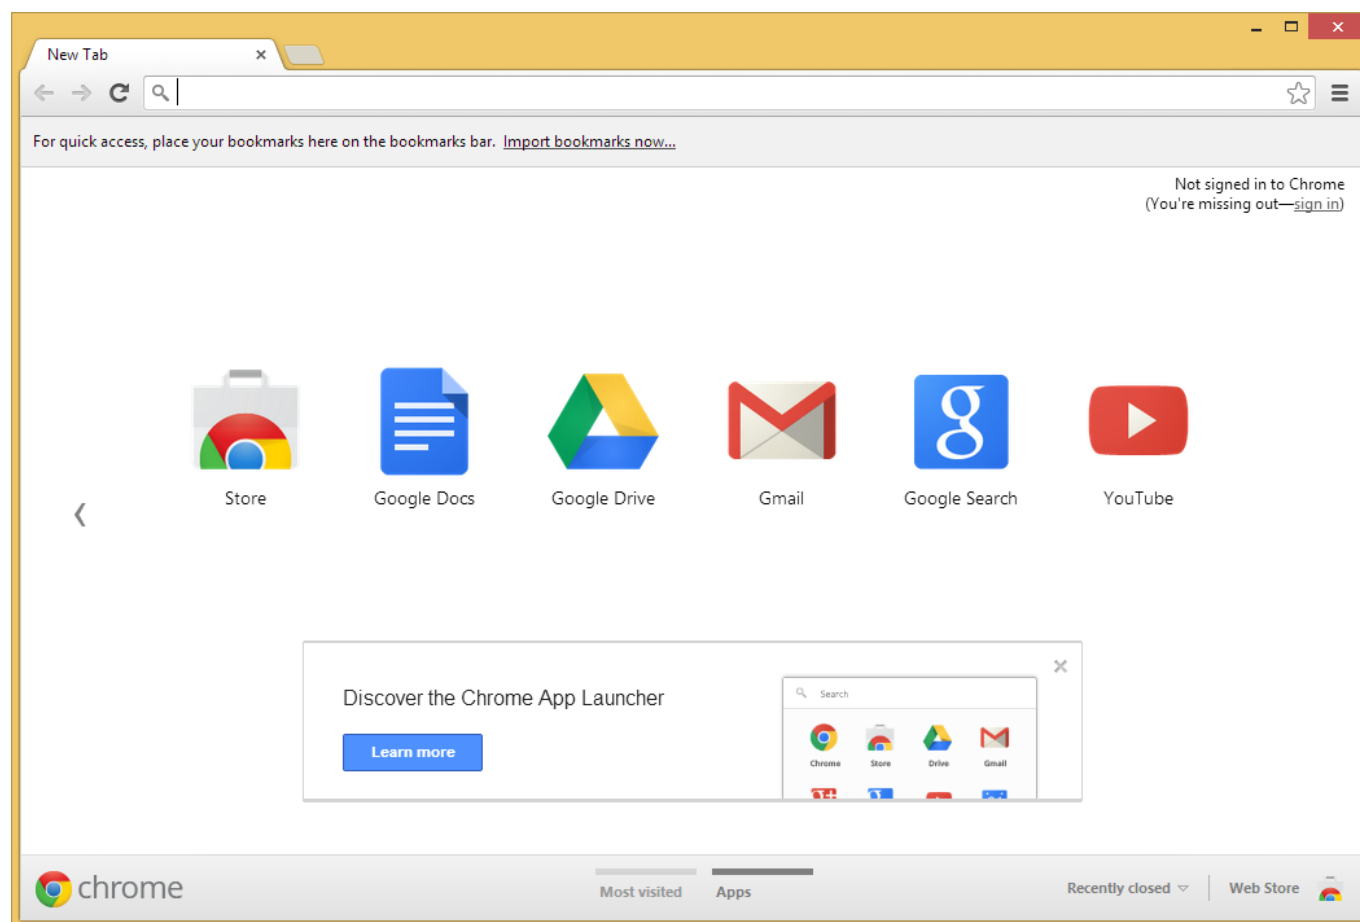 New Tab
For quick access, place your bookmarks here on the bookmarks bar. Import bookmarks now...
Not signed in to Chrome
(You're missing out—sign in)
Store
Google Docs
Google Drive
Gmail
Google Search
YouTube
Discover the Chrome App Launcher
Learn more
Search
Chrome
Store
Drive
Gmail
chrome
Most visited
Apps
Recently closed
Web Store